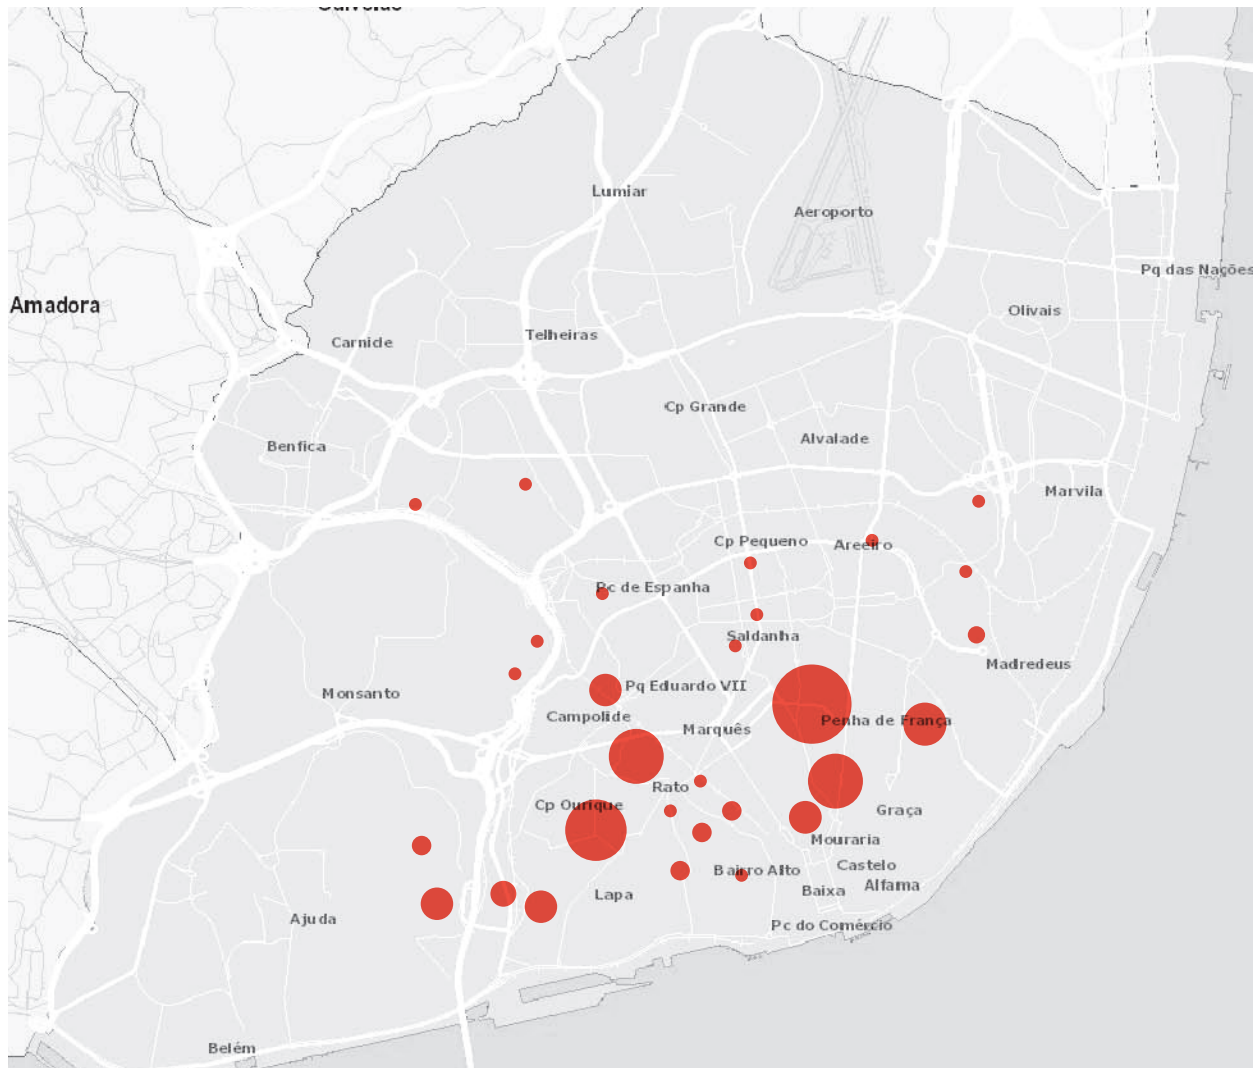 Lumiar
Aeroporto
Pq das Nações
Amadora
Olivais
Telheiras
Carnide
Cp Grande
Alvalade
Benfica
Marvila
Cp Pequeno
Areeiro
Pc de Espanha
Saldanha
Madredeus
Pq Eduardo VII
Monsanto
Campolide
Penha de França
Marquês
Rato
Cp Ourique
Graça
Mouraria
Castelo
Bairro Alto
Alfama
Baixa
Lapa
Ajuda
Pc do Comércio
Belém